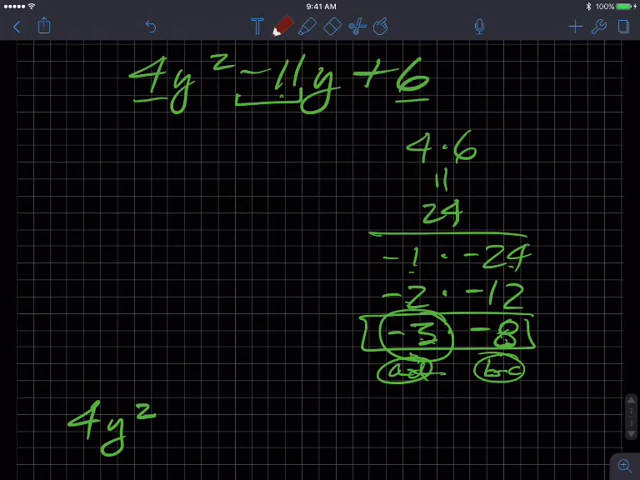 9:41 AM
100%
T
4y² -11y + 6
4 · 6
=
24
-1 · -24
-2 · -12
-3 · -8
4y²